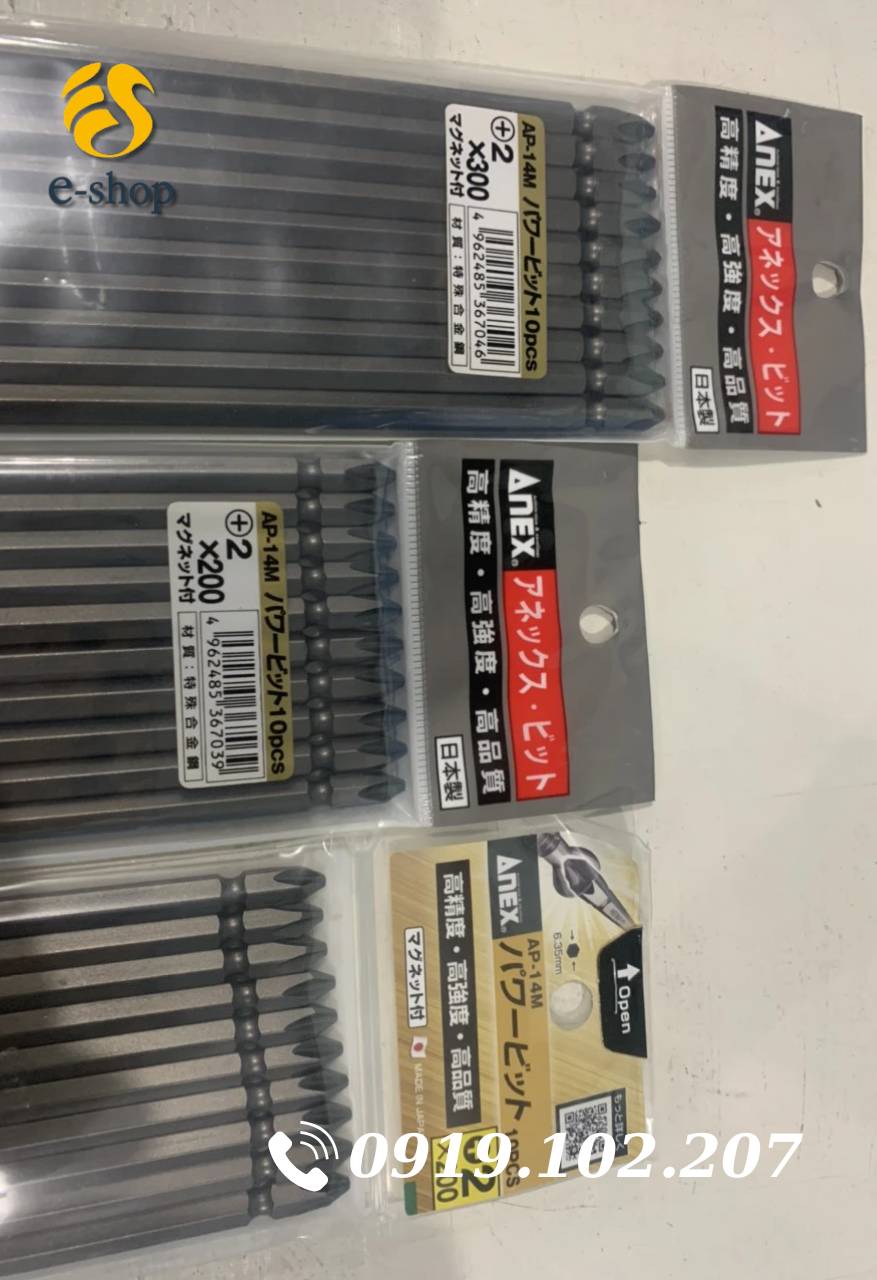 e-shop
AP-14M パワービット10pcs
⊕2
×300
マグネット付
4 962485 367046
材質：特殊合金鋼
ANEX®
アネックス・ビット
高精度・高強度・高品質
日本製
AP-14M パワービット10pcs
⊕2
×200
マグネット付
4 962485 367039
材質：特殊合金鋼
ANEX®
アネックス・ビット
高精度・高強度・高品質
日本製
Open
6.35mm
ANEX®
AP-14M
パワービット 10PCS
高精度・高強度・高品質
マグネット付
MADE IN JAPAN
×200
0919.102.207